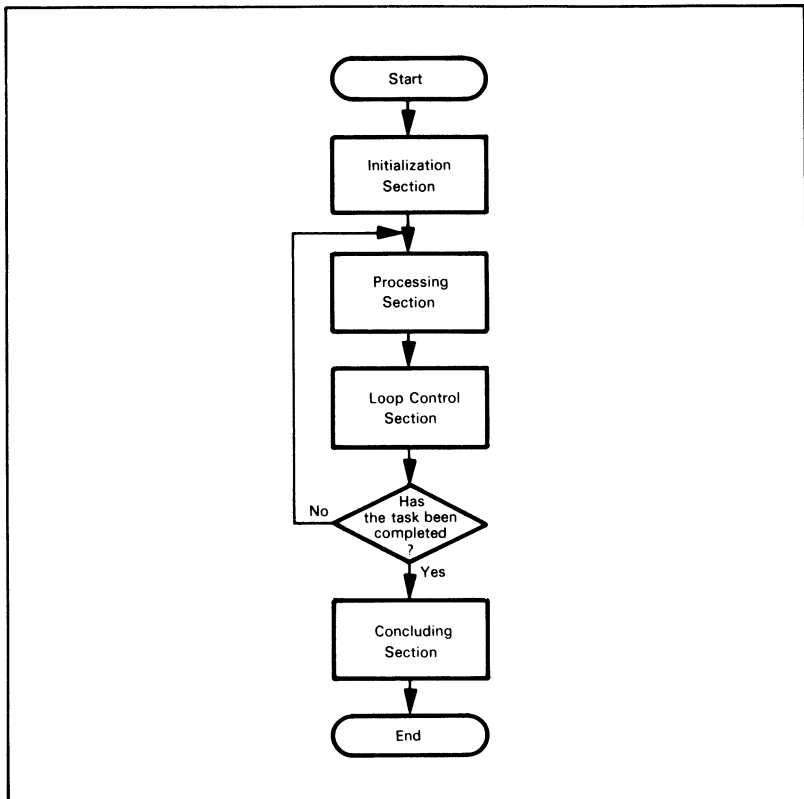 Start
Initialization
Section
Processing
Section
Loop Control
Section
Has
the task been
completed
?
No
Yes
Concluding
Section
End